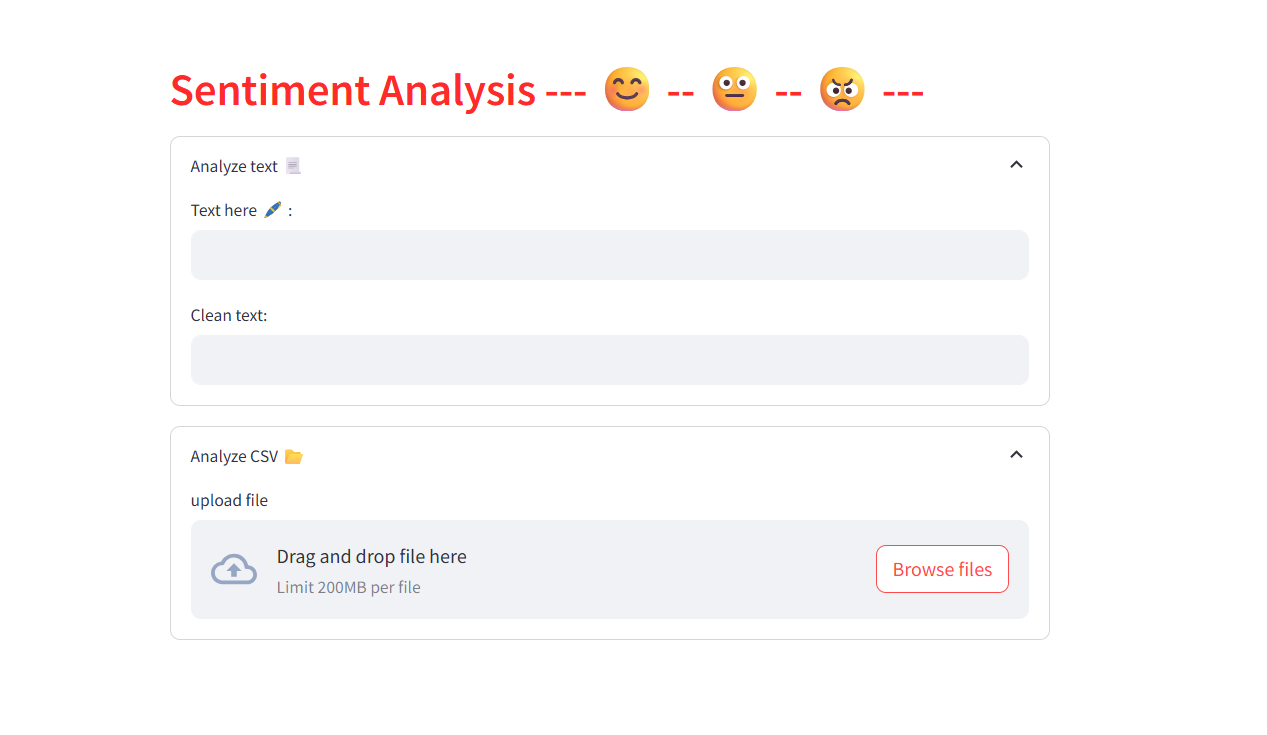 Sentiment Analysis --- 😊 -- 😐 -- 😠 ---
Analyze text 📃
Text here 🖋️ :
Clean text:
Analyze CSV 📂
upload file
Drag and drop file here
Limit 200MB per file
Browse files